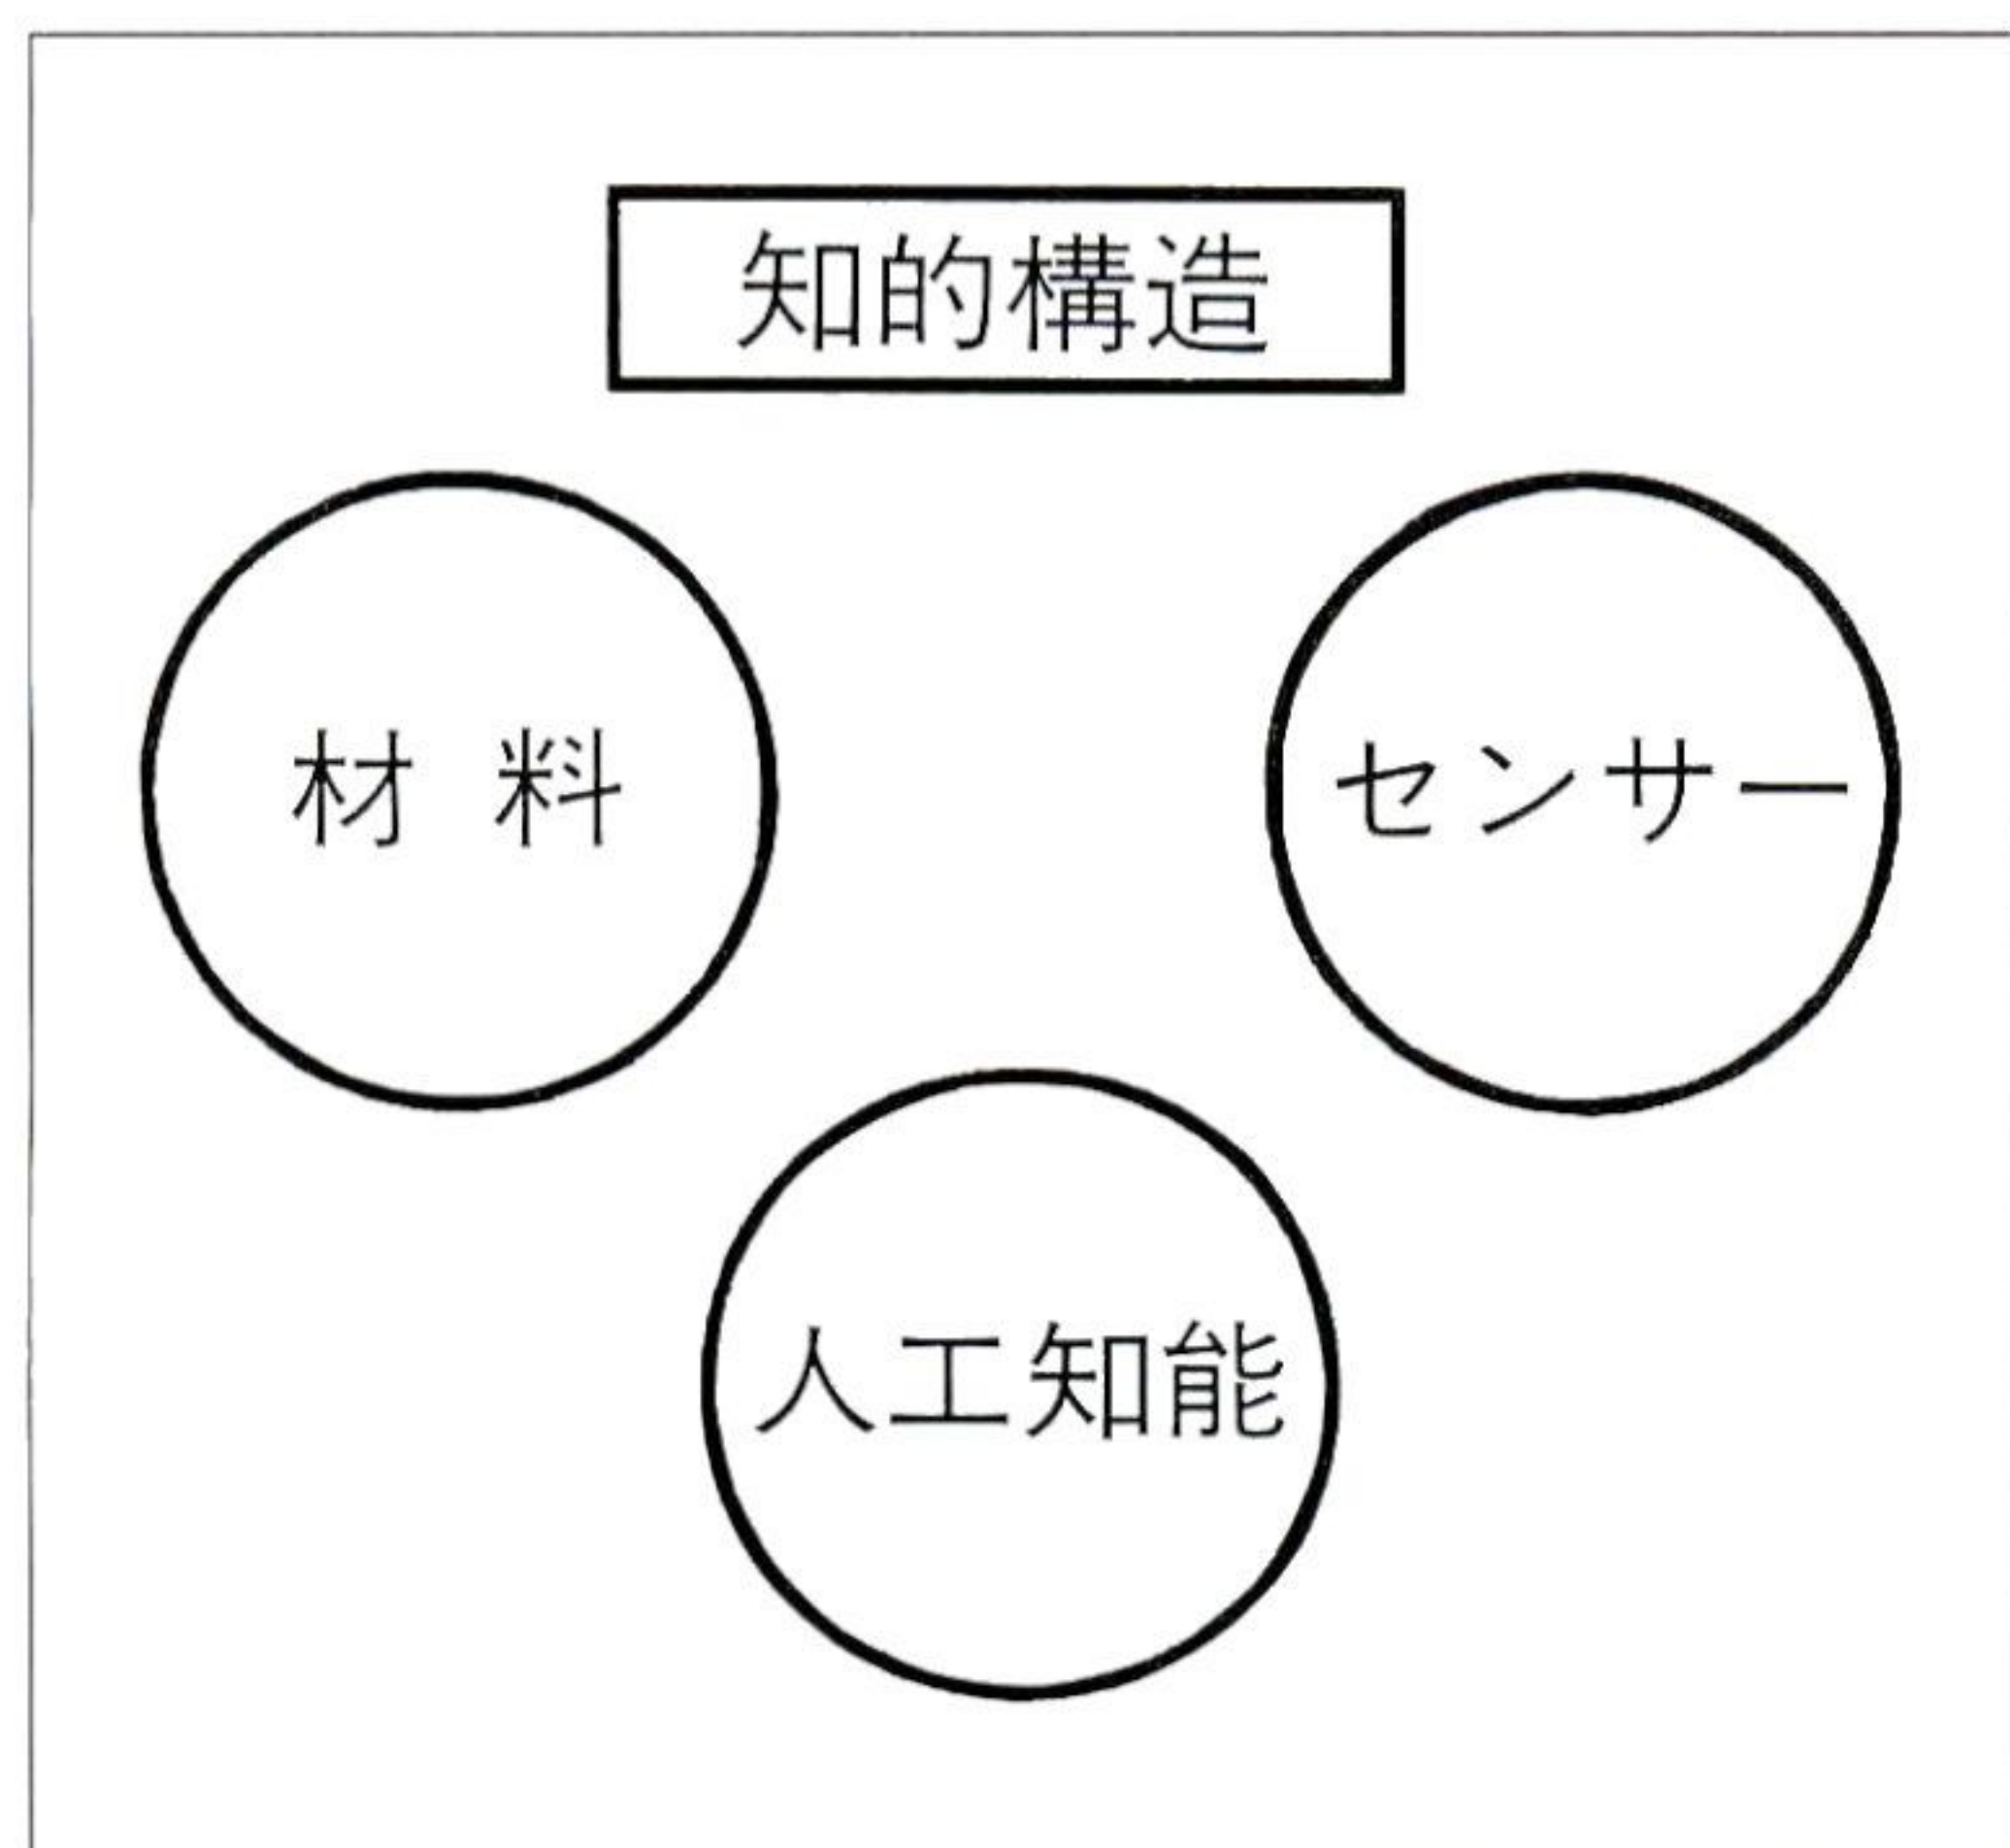 知的構造
材 料
センサー
人工知能